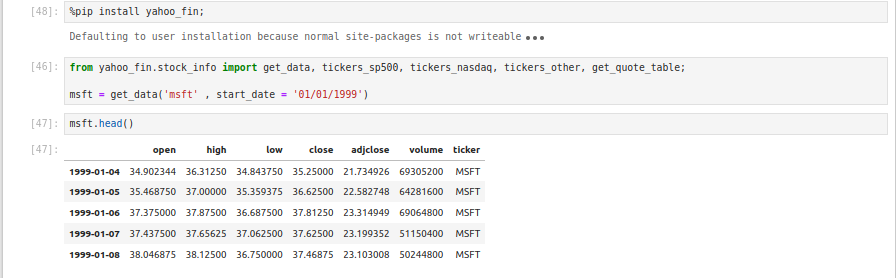 [48]: %pip install yahoo_fin;
Defaulting to user installation because normal site-packages is not writeable •••
[46]: from yahoo_fin.stock_info import get_data, tickers_sp500, tickers_nasdaq, tickers_other, get_quote_table;
msft = get_data('msft' , start_date = '01/01/1999')
[47]: msft.head()
[47]: open high low close adjclose volume ticker
1999-01-04 34.902344 36.31250 34.843750 35.25000 21.734926 69305200 MSFT
1999-01-05 35.468750 37.00000 35.359375 36.62500 22.582748 64281600 MSFT
1999-01-06 37.375000 37.87500 36.687500 37.81250 23.314949 69064800 MSFT
1999-01-07 37.437500 37.65625 37.062500 37.62500 23.199352 51150400 MSFT
1999-01-08 38.046875 38.12500 36.750000 37.46875 23.103008 50244800 MSFT